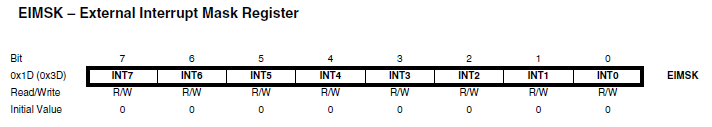 EIMSK – External Interrupt Mask Register
Bit 7 6 5 4 3 2 1 0
0x1D (0x3D) INT7 INT6 INT5 INT4 INT3 INT2 INT1 INT0 EIMSK
Read/Write R/W R/W R/W R/W R/W R/W R/W R/W
Initial Value 0 0 0 0 0 0 0 0